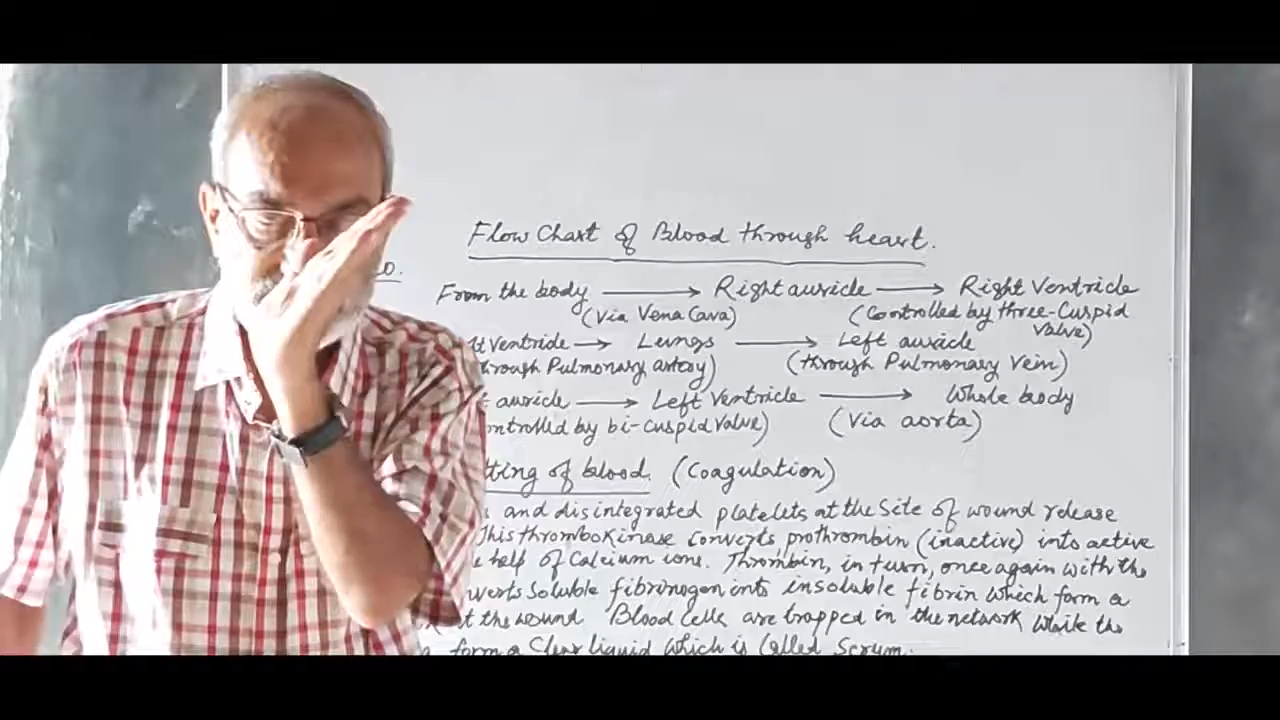 Flow Chart of Blood through heart.
From the body → Right auricle → Right Ventricle
(Via Vena Cava) (Controlled by three-Cuspid
Valve)
Ventride → Lungs → Left auricle
through Pulmonary artery) (through Pulmonary Vein)
auricle → Left Ventricle → Whole body
by bi-cuspid Valve) (Via aorta)
of blood. (Coagulation)
and disintegrated platelets at the site of wound release
This thrombokinase converts prothrombin (inactive) into active
help of Calcium ions. Thrombin, in turn, once again with the
soluble fibrinogen into insoluble fibrin which form a
at the wound. Blood cells are trapped in the network while the
form a Clear liquid which is called Serum.